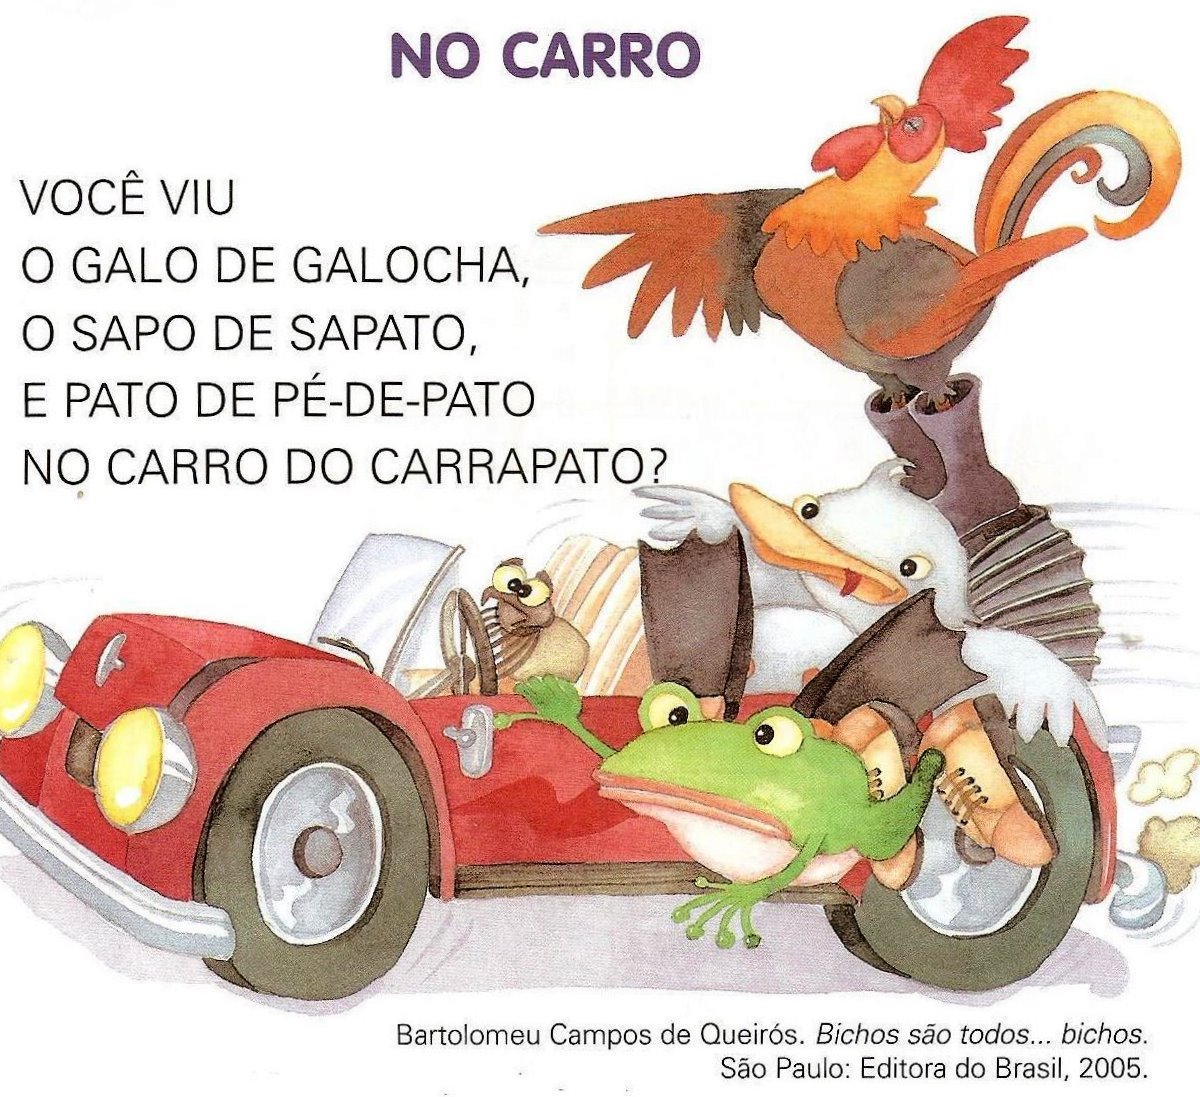 NO CARRO
VOCÊ VIU
O GALO DE GALOCHA,
O SAPO DE SAPATO,
E PATO DE PÉ-DE-PATO
NO CARRO DO CARRAPATO?
Bartolomeu Campos de Queirós. Bichos são todos... bichos.
São Paulo: Editora do Brasil, 2005.